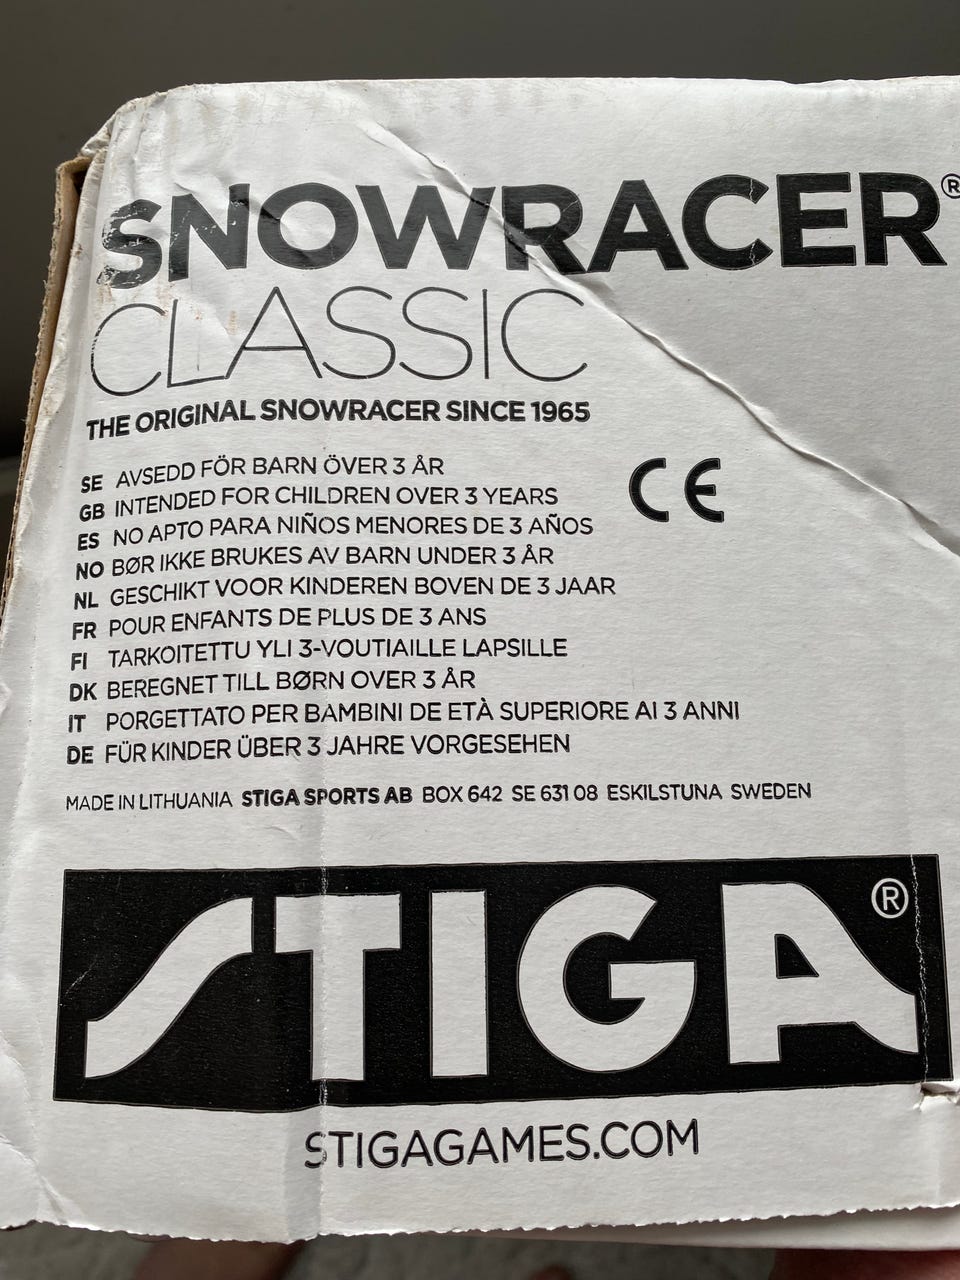 SNOWRACER®
CLASSIC
THE ORIGINAL SNOWRACER SINCE 1965
SE AVSEDD FÖR BARN ÖVER 3 ÅR
GB INTENDED FOR CHILDREN OVER 3 YEARS
ES NO APTO PARA NIÑOS MENORES DE 3 AÑOS
NO BØR IKKE BRUKES AV BARN UNDER 3 ÅR
NL GESCHIKT VOOR KINDEREN BOVEN DE 3 JAAR
FR POUR ENFANTS DE PLUS DE 3 ANS
FI TARKOITETTU YLI 3-VOUTIAILLE LAPSILLE
DK BEREGNET TILL BØRN OVER 3 ÅR
IT PORGETTATO PER BAMBINI DE ETÀ SUPERIORE AI 3 ANNI
DE FÜR KINDER ÜBER 3 JAHRE VORGESEHEN
CE
MADE IN LITHUANIA STIGA SPORTS AB BOX 642 SE 631 08 ESKILSTUNA SWEDEN
STIGA®
STIGAGAMES.COM